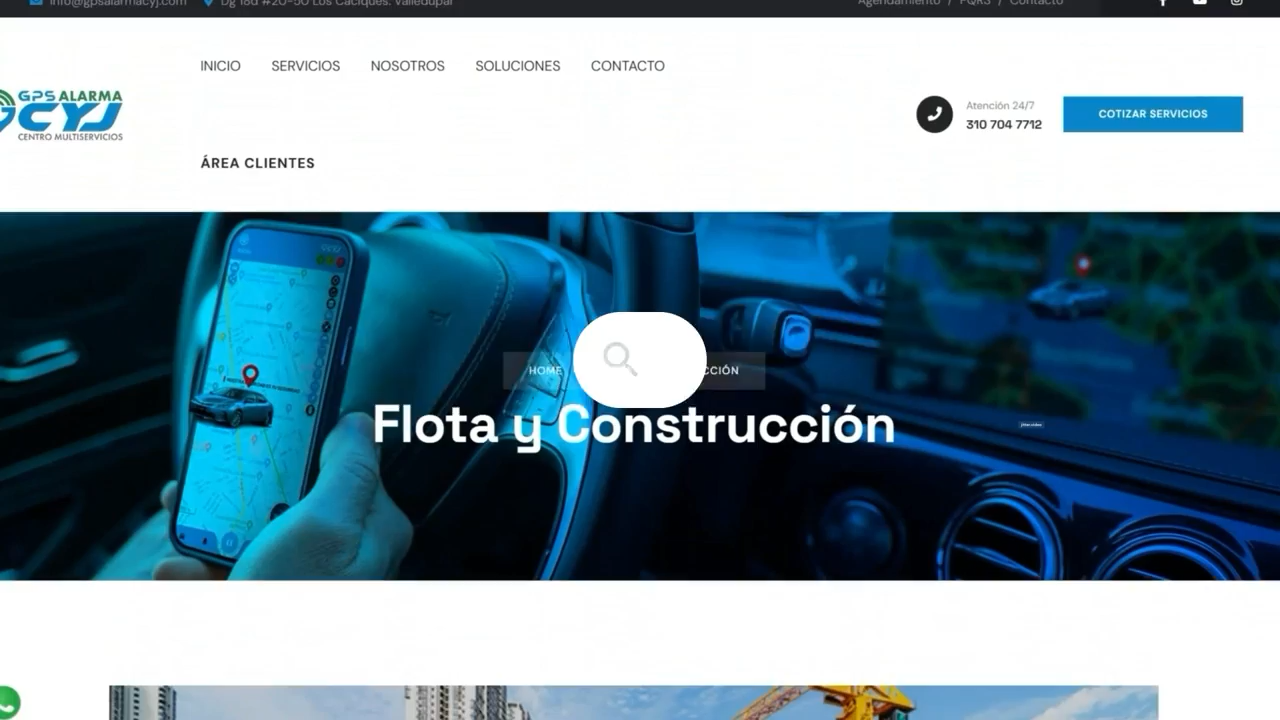 info@gpsalarmacyj.com Dg 18d #20-50 Los Caciques. Valledupar
Agendamiento / PQRS / Contacto
INICIO SERVICIOS NOSOTROS SOLUCIONES CONTACTO
GPS ALARMA
CYJ
CENTRO MULTISERVICIOS
Atención 24/7
310 704 7712
COTIZAR SERVICIOS
ÁREA CLIENTES
HOME
CCIÓN
Flota y Construcción